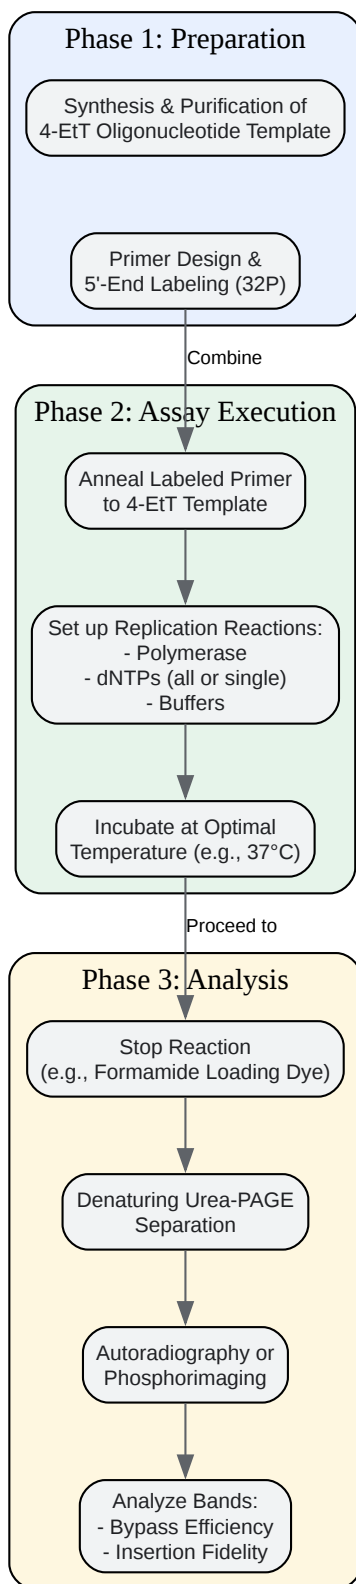 Phase 1: Preparation
Synthesis & Purification of
4-EtT Oligonucleotide Template
Primer Design &
5'-End Labeling (32P)
Combine
Phase 2: Assay Execution
Anneal Labeled Primer
to 4-EtT Template
Set up Replication Reactions:
- Polymerase
- dNTPs (all or single)
- Buffers
Incubate at Optimal
Temperature (e.g., 37°C)
Proceed to
Phase 3: Analysis
Stop Reaction
(e.g., Formamide Loading Dye)
Denaturing Urea-PAGE
Separation
Autoradiography or
Phosphorimaging
Analyze Bands:
- Bypass Efficiency
- Insertion Fidelity